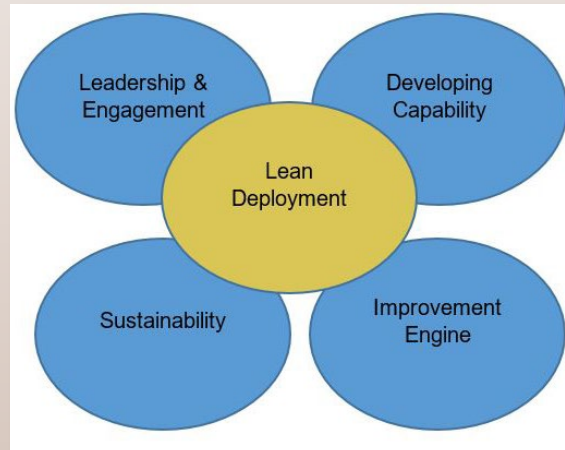 Leadership &
Engagement
Developing
Capability
Lean
Deployment
Sustainability
Improvement
Engine